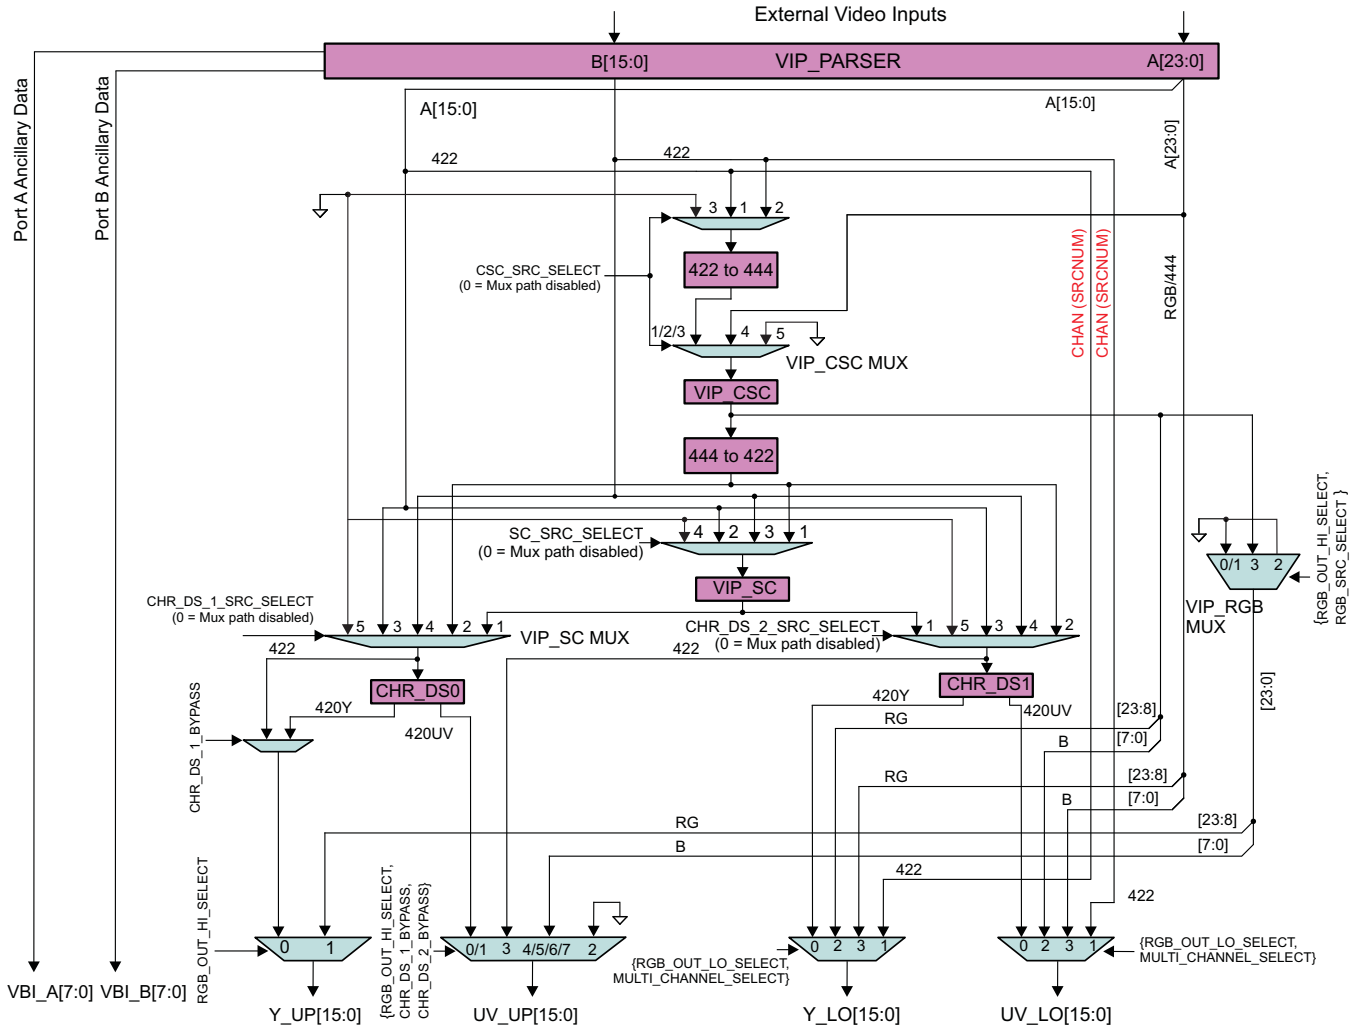 External Video Inputs
B[15:0]
VIP_PARSER
A[23:0]
Port A Ancillary Data
Port B Ancillary Data
A[15:0]
A[15:0]
A[23:0]
422
422
3
1
2
422 to 444
CSC_SRC_SELECT
(0 = Mux path disabled)
CHAN (SRCNUM)
CHAN (SRCNUM)
RGB/444
1/2/3
4
5
VIP_CSC MUX
VIP_CSC
444 to 422
SC_SRC_SELECT
(0 = Mux path disabled)
4
2
3
1
VIP_SC
0/1
3
2
VIP_RGB
MUX
{RGB_OUT_HI_SELECT,
RGB_SRC_SELECT }
CHR_DS_1_SRC_SELECT
(0 = Mux path disabled)
5
3
4
2
1
VIP_SC MUX
CHR_DS_2_SRC_SELECT
(0 = Mux path disabled)
1
5
3
4
2
422
422
CHR_DS0
CHR_DS1
420Y
420UV
420Y
420UV
[23:0]
CHR_DS_1_BYPASS
RG
[23:8]
B
[7:0]
RG
[23:8]
B
[7:0]
RG
[23:8]
B
[7:0]
422
422
RGB_OUT_HI_SELECT
0
1
{RGB_OUT_HI_SELECT,
CHR_DS_1_BYPASS,
CHR_DS_2_BYPASS}
0/1
3
4/5/6/7
2
{RGB_OUT_LO_SELECT,
MULTI_CHANNEL_SELECT}
0
2
3
1
0
2
3
1
{RGB_OUT_LO_SELECT,
MULTI_CHANNEL_SELECT}
VBI_A[7:0]
VBI_B[7:0]
Y_UP[15:0]
UV_UP[15:0]
Y_LO[15:0]
UV_LO[15:0]